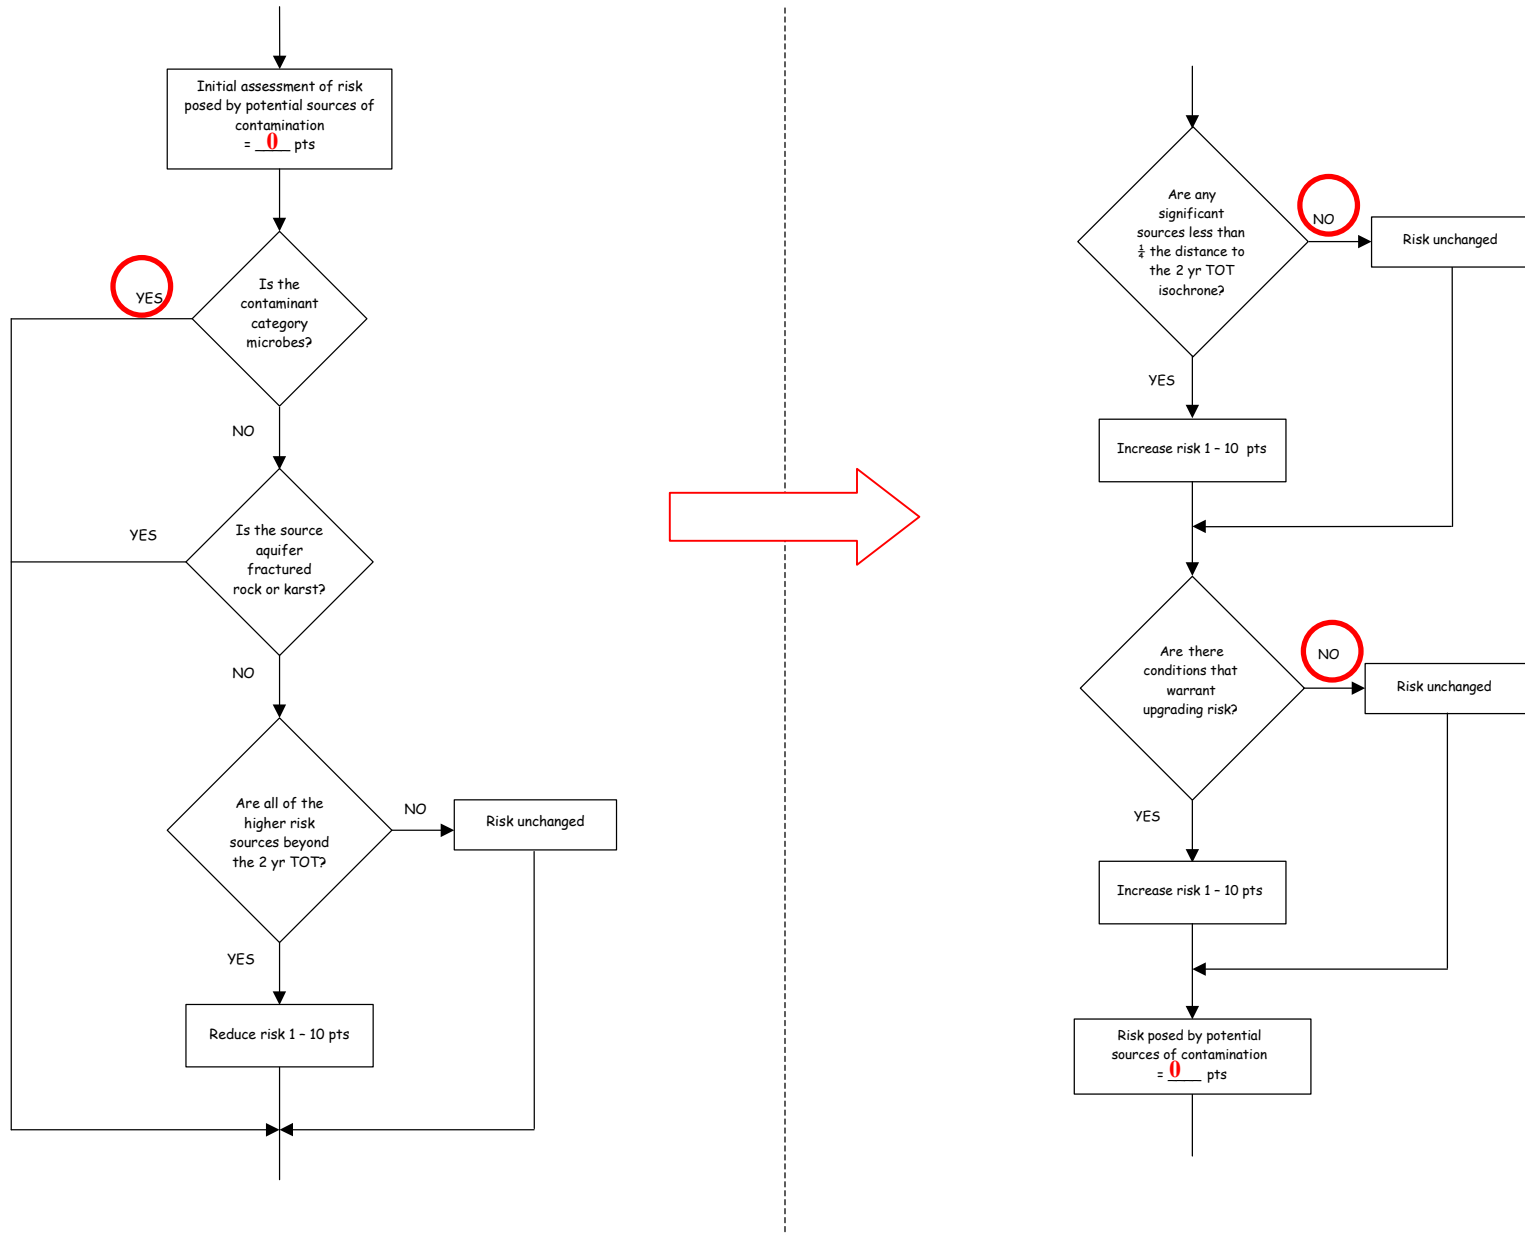 Initial assessment of risk
posed by potential sources of
contamination
= __0__ pts
YES
Is the
contaminant
category
microbes?
NO
YES
Is the source
aquifer
fractured
rock or karst?
NO
Are all of the
higher risk
sources beyond
the 2 yr TOT?
NO
Risk unchanged
YES
Reduce risk 1 – 10 pts
Are any
significant
sources less than
¼ the distance to
the 2 yr TOT
isochrone?
NO
Risk unchanged
YES
Increase risk 1 – 10 pts
Are there
conditions that
warrant
upgrading risk?
NO
Risk unchanged
YES
Increase risk 1 – 10 pts
Risk posed by potential
sources of contamination
= 0____ pts